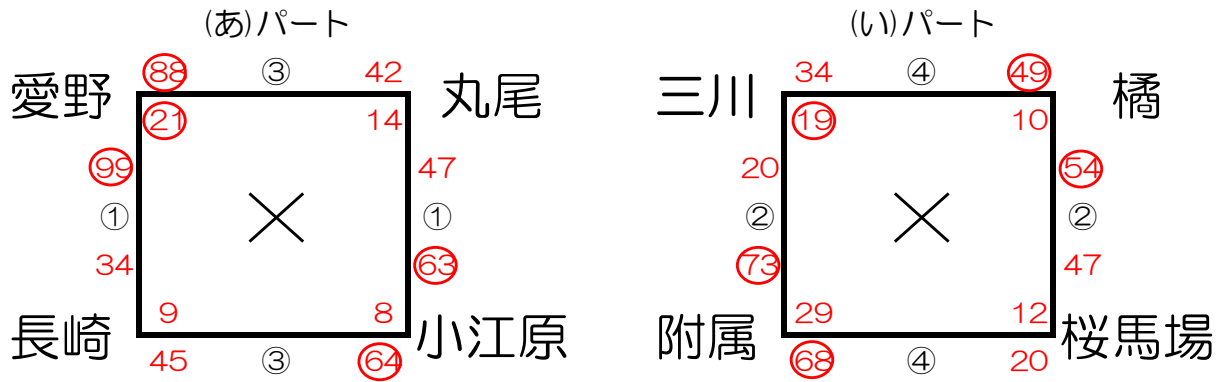 (あ)パート (い)パート
愛野 88 ③ 42 丸尾 三川 34 ④ 49 橘
21 14 19 10
99 47 20 54
① ① ② ②
34 63 73 47
長崎 9 8 小江原 附属 29 12 桜馬場
45 ③ 64 68 ④ 20